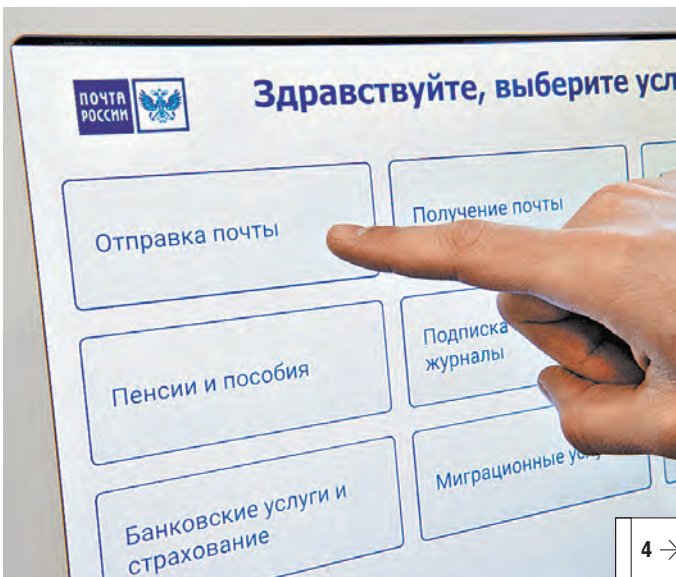 ПОЧТА
РОССИИ
Здравствуйте, выберите усл
Отправка почты
Получение почты
Пенсии и пособия
Подписка
журналы
Банковские услуги и
страхование
Миграционные
4 →